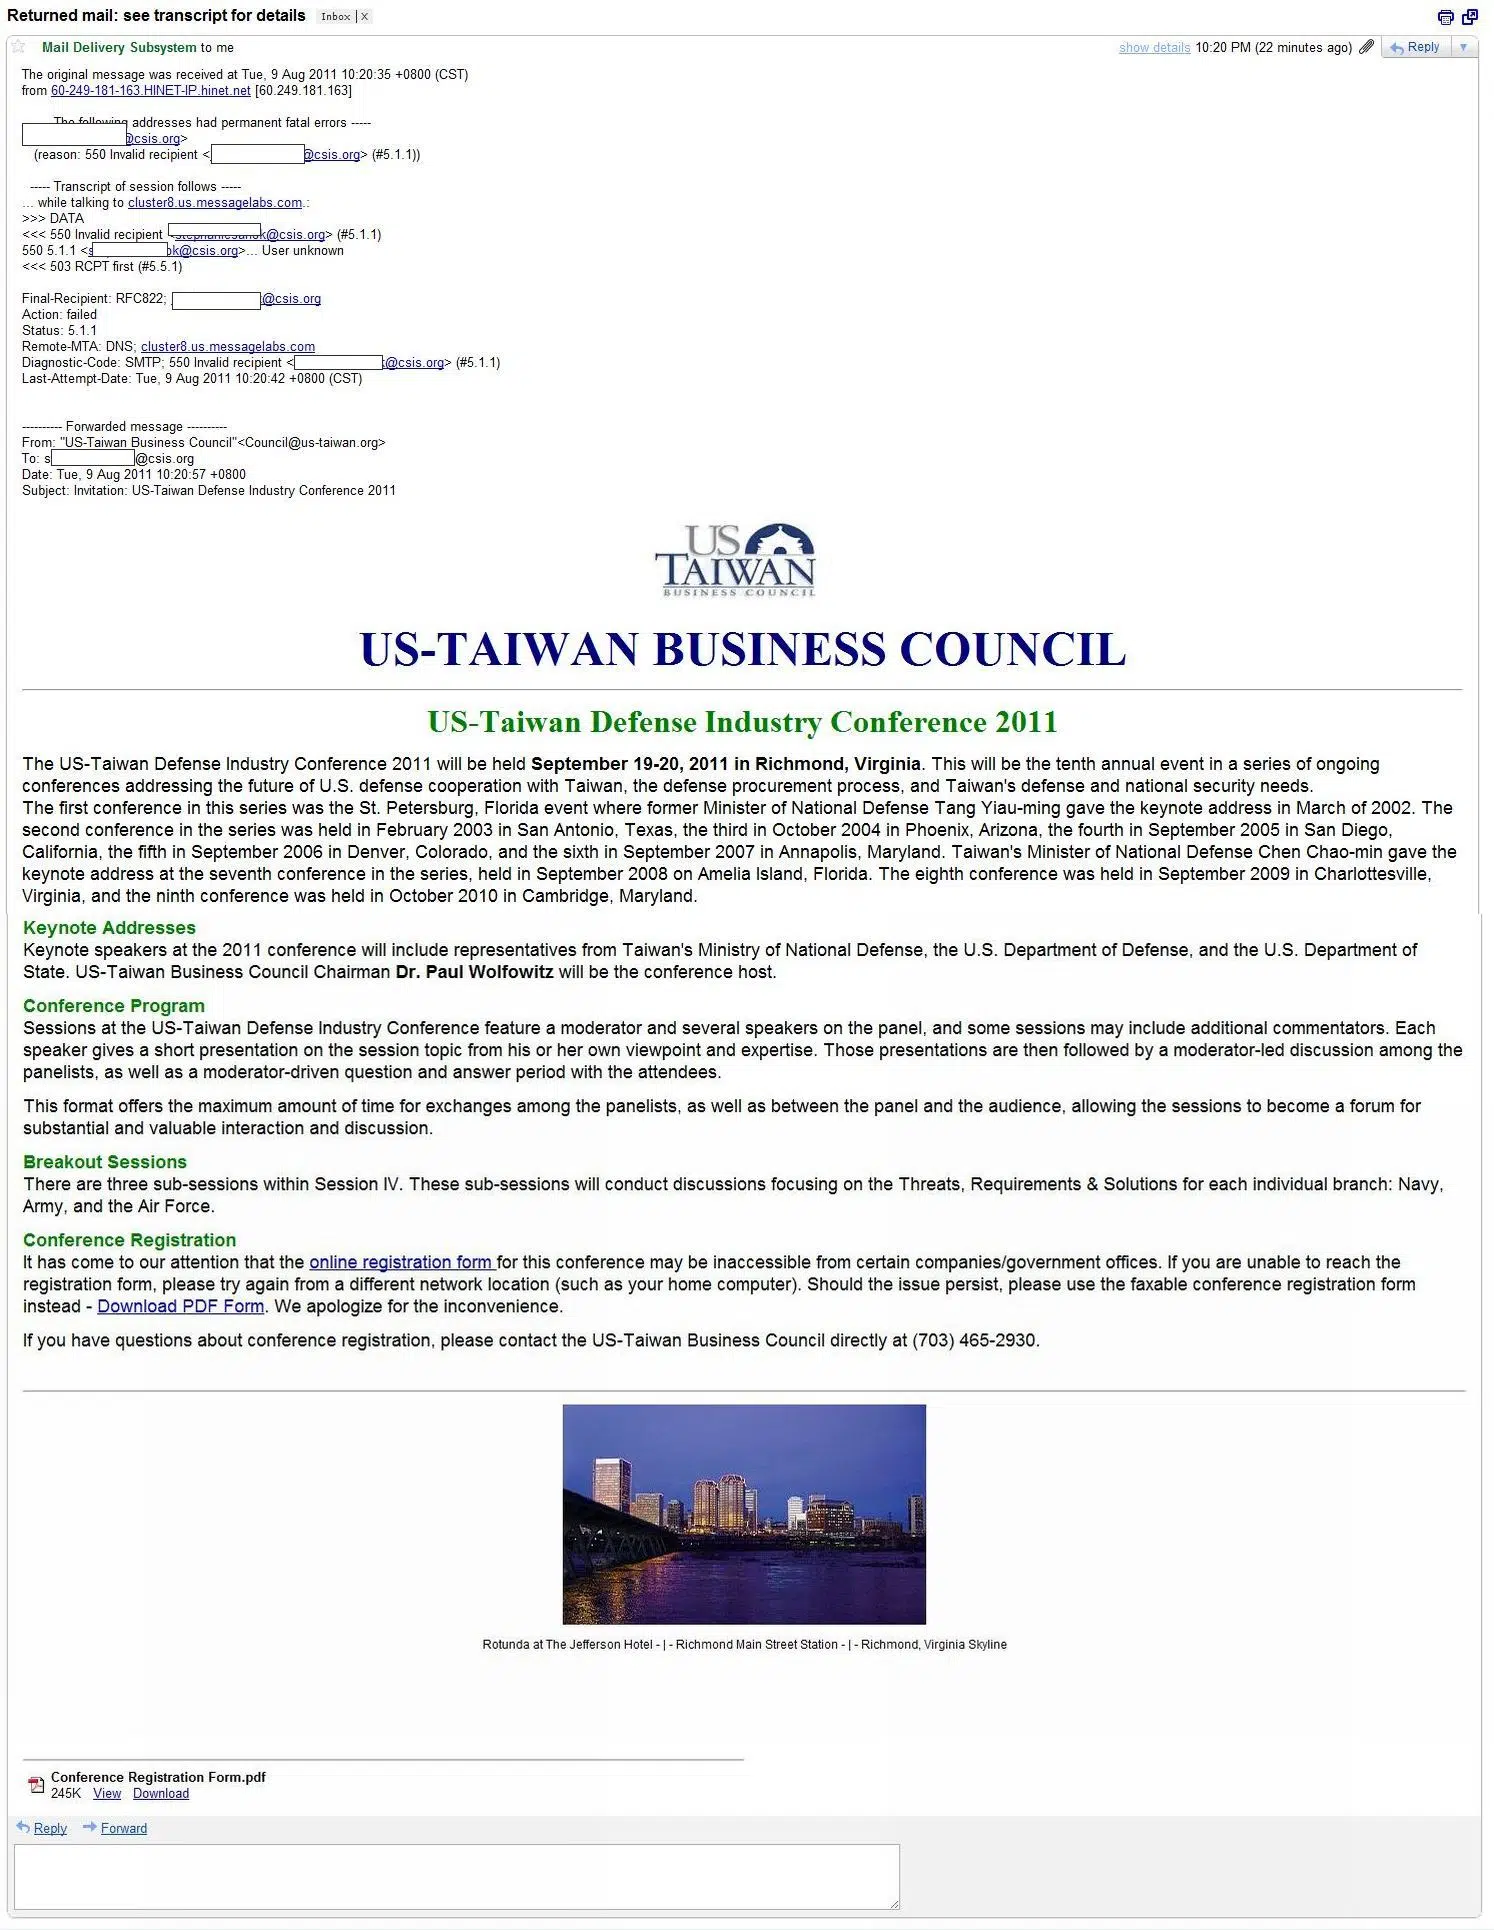 Returned mail: see transcript for details Inbox | X
Mail Delivery Subsystem to me show details 10:20 PM (22 minutes ago) Reply
The original message was received at Tue, 9 Aug 2011 10:20:35 +0800 (CST)
from 60-249-181-163.HINET-IP.hinet.net [60.249.181.163]
The following addresses had permanent fatal errors -----
@csis.org>
(reason: 550 Invalid recipient < @csis.org> (#5.1.1))
----- Transcript of session follows -----
... while talking to cluster8.us.messagelabs.com.:
>>> DATA
<<< 550 Invalid recipient < k@csis.org> (#5.1.1)
550 5.1.1 <s k@csis.org>... User unknown
<<< 503 RCPT first (#5.5.1)
Final-Recipient: RFC822; @csis.org
Action: failed
Status: 5.1.1
Remote-MTA: DNS; cluster8.us.messagelabs.com
Diagnostic-Code: SMTP; 550 Invalid recipient < @csis.org> (#5.1.1)
Last-Attempt-Date: Tue, 9 Aug 2011 10:20:42 +0800 (CST)
---------- Forwarded message ----------
From: "US-Taiwan Business Council"<Council@us-taiwan.org>
To: s @csis.org
Date: Tue, 9 Aug 2011 10:20:57 +0800
Subject: Invitation: US-Taiwan Defense Industry Conference 2011
US
TAIWAN
BUSINESS COUNCIL
US-TAIWAN BUSINESS COUNCIL
US-Taiwan Defense Industry Conference 2011
The US-Taiwan Defense Industry Conference 2011 will be held September 19-20, 2011 in Richmond, Virginia. This will be the tenth annual event in a series of ongoing
conferences addressing the future of U.S. defense cooperation with Taiwan, the defense procurement process, and Taiwan's defense and national security needs.
The first conference in this series was the St. Petersburg, Florida event where former Minister of National Defense Tang Yiau-ming gave the keynote address in March of 2002. The
second conference in the series was held in February 2003 in San Antonio, Texas, the third in October 2004 in Phoenix, Arizona, the fourth in September 2005 in San Diego,
California, the fifth in September 2006 in Denver, Colorado, and the sixth in September 2007 in Annapolis, Maryland. Taiwan's Minister of National Defense Chen Chao-min gave the
keynote address at the seventh conference in the series, held in September 2008 on Amelia Island, Florida. The eighth conference was held in September 2009 in Charlottesville,
Virginia, and the ninth conference was held in October 2010 in Cambridge, Maryland.
Keynote Addresses
Keynote speakers at the 2011 conference will include representatives from Taiwan's Ministry of National Defense, the U.S. Department of Defense, and the U.S. Department of
State. US-Taiwan Business Council Chairman Dr. Paul Wolfowitz will be the conference host.
Conference Program
Sessions at the US-Taiwan Defense Industry Conference feature a moderator and several speakers on the panel, and some sessions may include additional commentators. Each
speaker gives a short presentation on the session topic from his or her own viewpoint and expertise. Those presentations are then followed by a moderator-led discussion among the
panelists, as well as a moderator-driven question and answer period with the attendees.
This format offers the maximum amount of time for exchanges among the panelists, as well as between the panel and the audience, allowing the sessions to become a forum for
substantial and valuable interaction and discussion.
Breakout Sessions
There are three sub-sessions within Session IV. These sub-sessions will conduct discussions focusing on the Threats, Requirements & Solutions for each individual branch: Navy,
Army, and the Air Force.
Conference Registration
It has come to our attention that the online registration form for this conference may be inaccessible from certain companies/government offices. If you are unable to reach the
registration form, please try again from a different network location (such as your home computer). Should the issue persist, please use the faxable conference registration form
instead - Download PDF Form. We apologize for the inconvenience.
If you have questions about conference registration, please contact the US-Taiwan Business Council directly at (703) 465-2930.
Rotunda at The Jefferson Hotel - | - Richmond Main Street Station - | - Richmond, Virginia Skyline
Conference Registration Form.pdf
245K View Download
Reply Forward